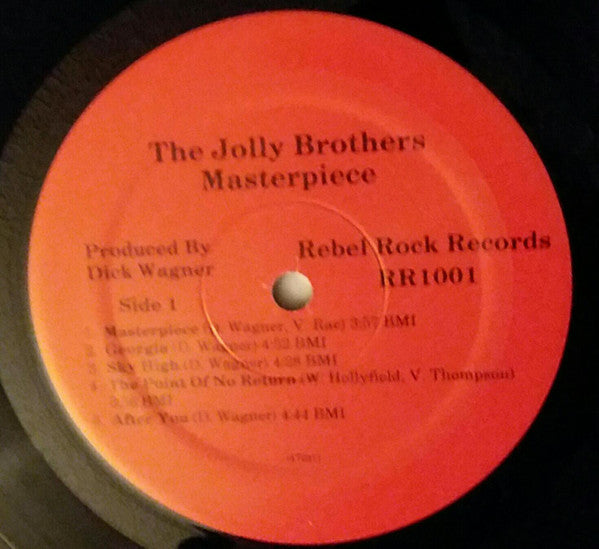 The Jolly Brothers
Masterpiece
Produced By
Dick Wagner
Rebel Rock Records
RR1001
Side 1
1. Masterpiece Wagner, V. Rae) 3:57 BMI
2. Georgia (D. Wagner) 4:52 BMI
3. Sky High (D. Wagner) 4:28 BMI
4. The Point Of No Return (W. Hollyfield, V. Thompson)
BMI
5. After You (D. Wagner) 4:44 BMI